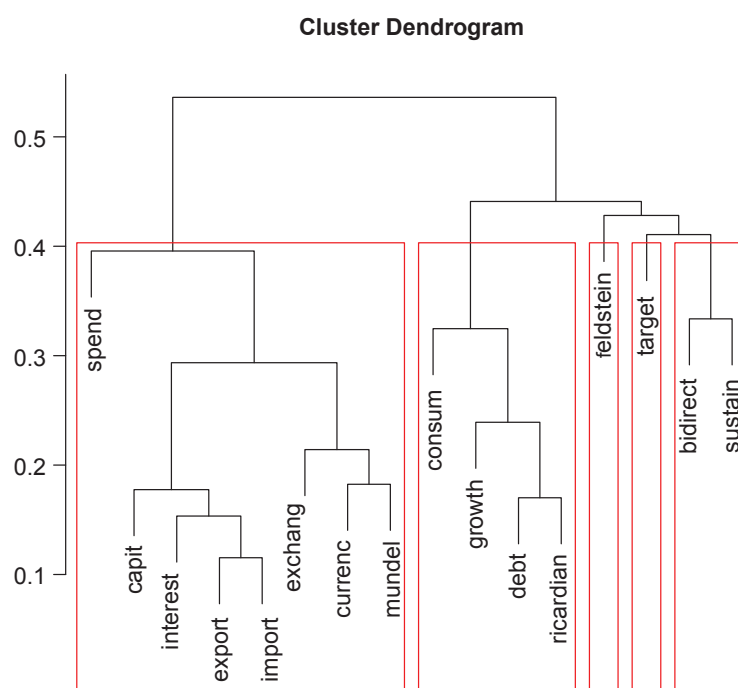 Cluster Dendrogram
0.5
0.4
0.3
0.2
0.1
spend
capit
interest
export
import
exchang
currenc
mundel
consum
growth
debt
ricardian
feldstein
target
bidirect
sustain